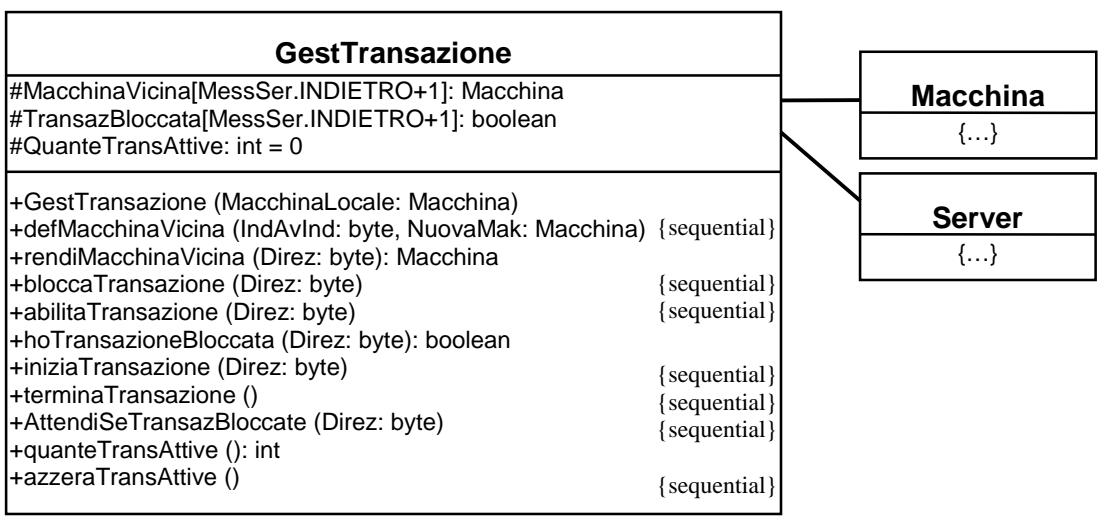 GestTransazione
#MacchinaVicina[MessSer.INDIETRO+1]: Macchina
#TransazBloccata[MessSer.INDIETRO+1]: boolean
#QuanteTransAttive: int = 0
+GestTransazione (MacchinaLocale: Macchina)
+defMacchinaVicina (IndAvInd: byte, NuovaMak: Macchina) {sequential}
+rendiMacchinaVicina (Direz: byte): Macchina
+bloccaTransazione (Direz: byte) {sequential}
+abilitaTransazione (Direz: byte) {sequential}
+hoTransazioneBloccata (Direz: byte): boolean
+iniziaTransazione (Direz: byte) {sequential}
+terminaTransazione () {sequential}
+AttendiSeTransazBloccate (Direz: byte) {sequential}
+quanteTransAttive (): int
+azzeraTransAttive () {sequential}
Macchina
{…}
Server
{…}